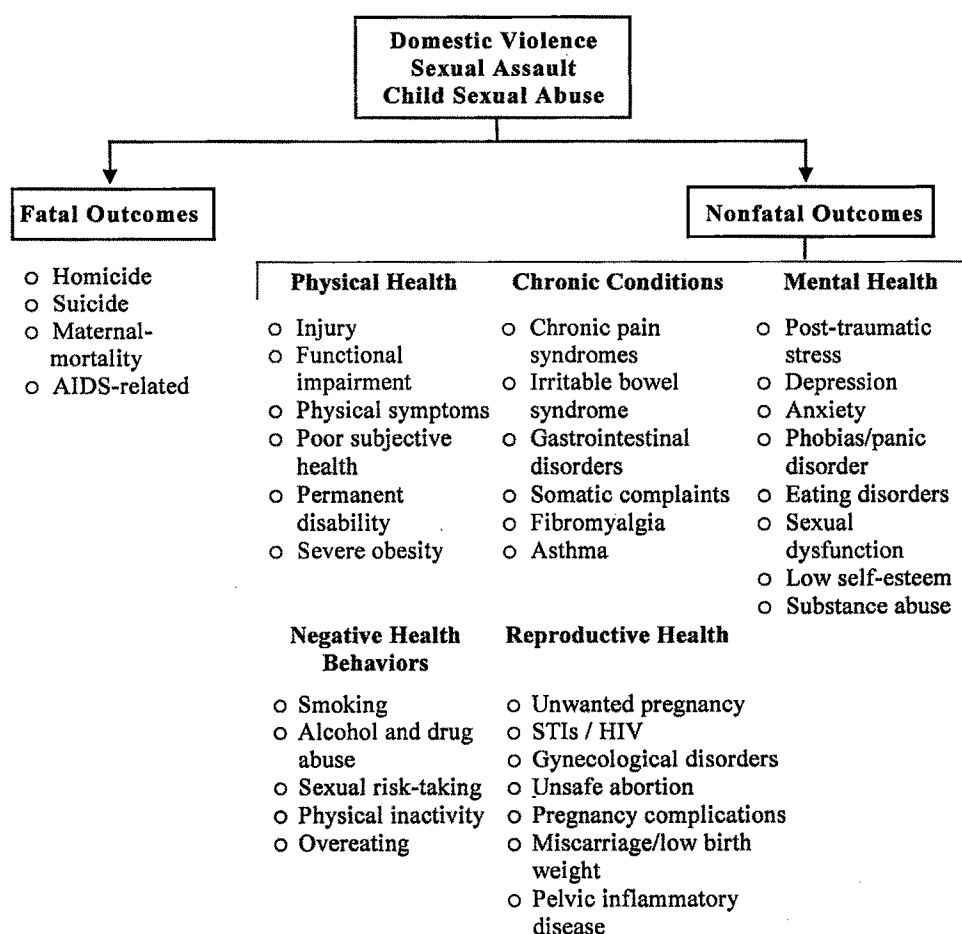 Domestic Violence
Sexual Assault
Child Sexual Abuse
Fatal Outcomes
○ Homicide
○ Suicide
○ Maternal-
mortality
○ AIDS-related
Nonfatal Outcomes
Physical Health
○ Injury
○ Functional
impairment
○ Physical symptoms
○ Poor subjective
health
○ Permanent
disability
○ Severe obesity
Chronic Conditions
○ Chronic pain
syndromes
○ Irritable bowel
syndrome
○ Gastrointestinal
disorders
○ Somatic complaints
○ Fibromyalgia
○ Asthma
Mental Health
○ Post-traumatic
stress
○ Depression
○ Anxiety
○ Phobias/panic
disorder
○ Eating disorders
○ Sexual
dysfunction
○ Low self-esteem
○ Substance abuse
Negative Health
Behaviors
○ Smoking
○ Alcohol and drug
abuse
○ Sexual risk-taking
○ Physical inactivity
○ Overeating
Reproductive Health
○ Unwanted pregnancy
○ STIs / HIV
○ Gynecological disorders
○ Unsafe abortion
○ Pregnancy complications
○ Miscarriage/low birth
weight
○ Pelvic inflammatory
disease